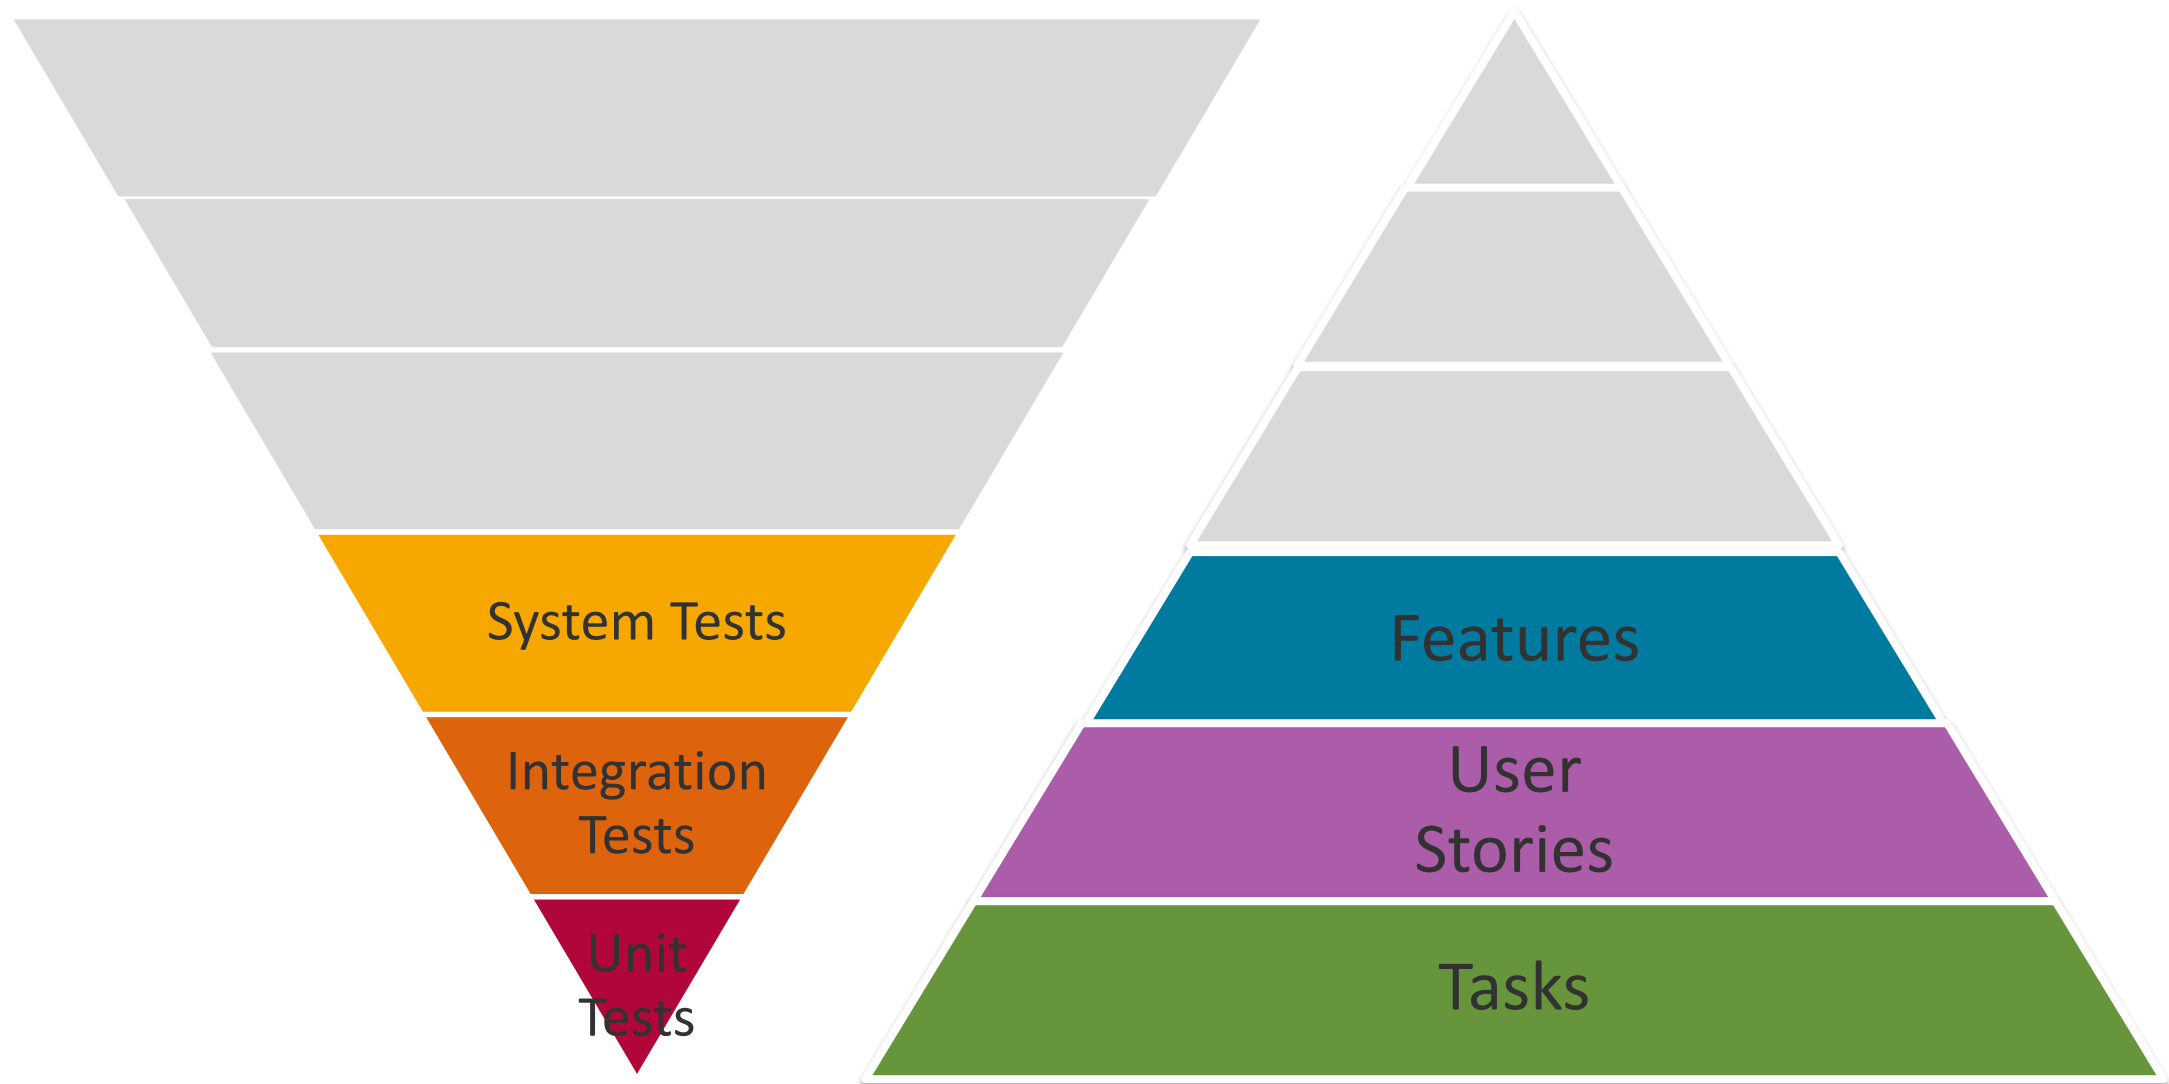 System Tests
Integration
Tests
Unit
Tests
Features
User
Stories
Tasks